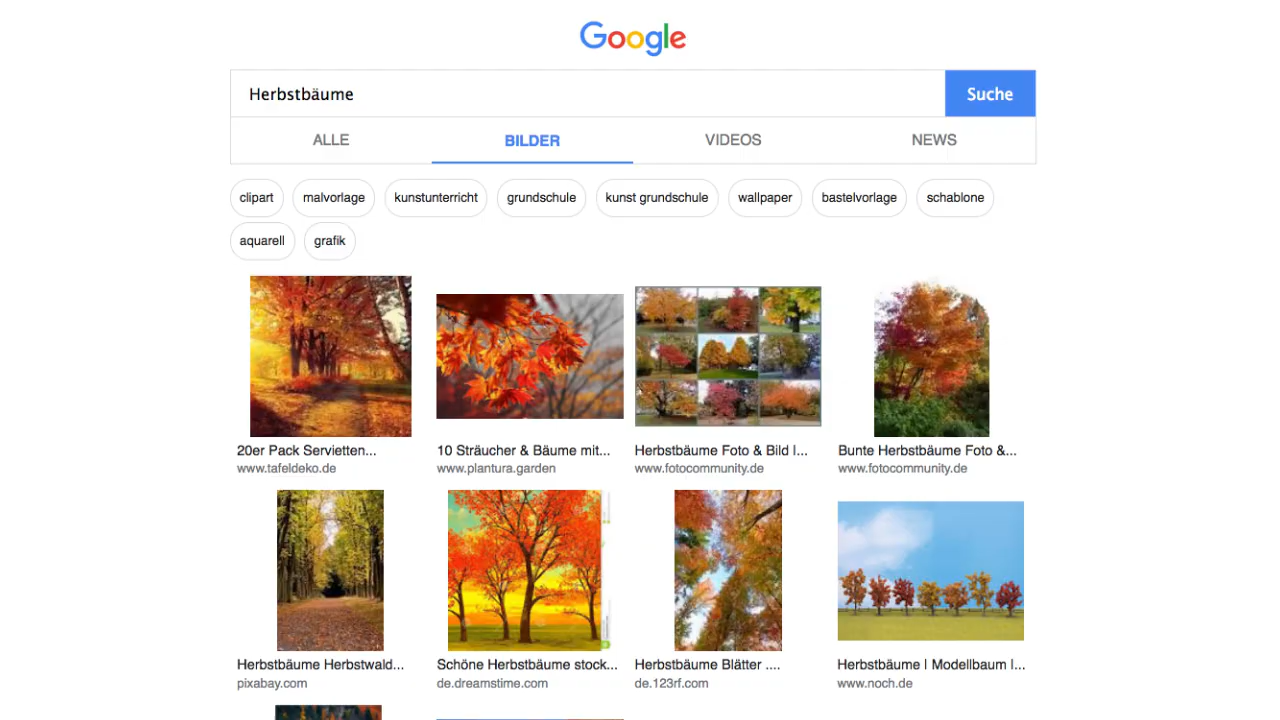 Google
Herbstbäume
Suche
ALLE BILDER VIDEOS NEWS
clipart malvorlage kunstunterricht grundschule kunst grundschule wallpaper bastelvorlage schablone
aquarell grafik
20er Pack Servietten... 10 Sträucher & Bäume mit... Herbstbäume Foto & Bild |... Bunte Herbstbäume Foto &...
www.tafeldeko.de www.plantura.garden www.fotocommunity.de www.fotocommunity.de
Herbstbäume Herbstwald... Schöne Herbstbäume stock... Herbstbäume Blätter .... Herbstbäume | Modellbaum |...
pixabay.com de.dreamstime.com de.123rf.com www.noch.de